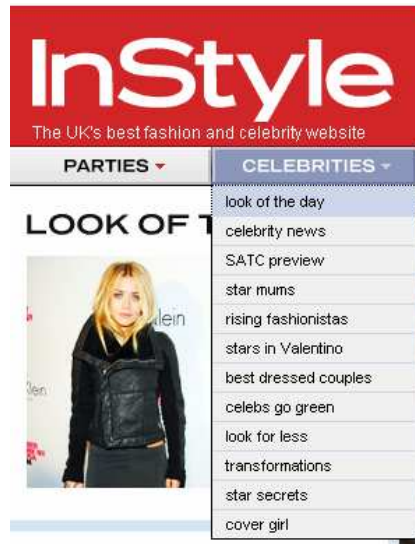 InStyle
The UK's best fashion and celebrity website
PARTIES
CELEBRITIES
look of the day
celebrity news
SATC preview
star mums
rising fashionistas
stars in Valentino
best dressed couples
celebs go green
look for less
transformations
star secrets
cover girl
LOOK OF
lein
lein